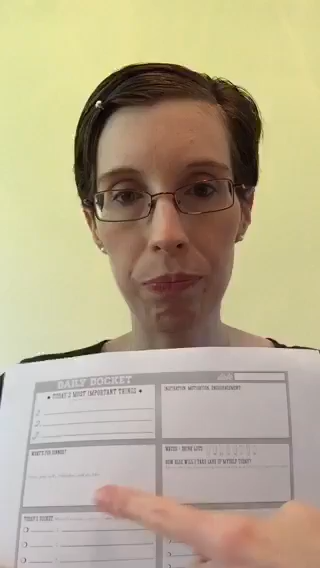 DAILY DOCKET
TODAY'S MOST IMPORTANT THINGS
1
2
3
INSPIRATION, MOTIVATION, ENCOURAGEMENT:
WHAT'S FOR DINNER?
WATER - DRINK LOTS
HOW ELSE WILL I TAKE CARE OF MYSELF TODAY?
TODAY'S DOCKET